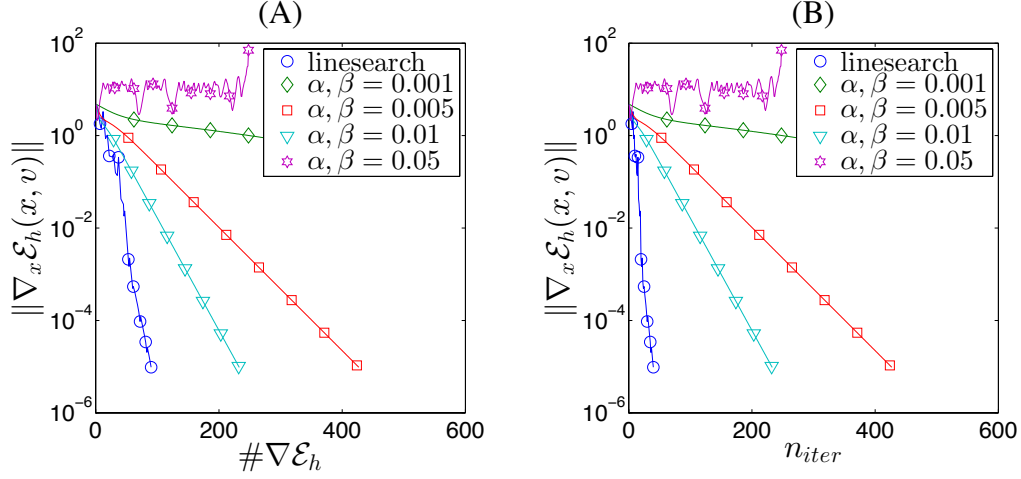 (A)
10^2
10^0
10^{-2}
10^{-4}
10^{-6}
‖∇_x ℰ_h(x, v)‖
linesearch
α, β = 0.001
α, β = 0.005
α, β = 0.01
α, β = 0.05
0 200 400 600
#∇ℰ_h
(B)
10^2
10^0
10^{-2}
10^{-4}
10^{-6}
‖∇_x ℰ_h(x, v)‖
linesearch
α, β = 0.001
α, β = 0.005
α, β = 0.01
α, β = 0.05
0 200 400 600
n_{iter}